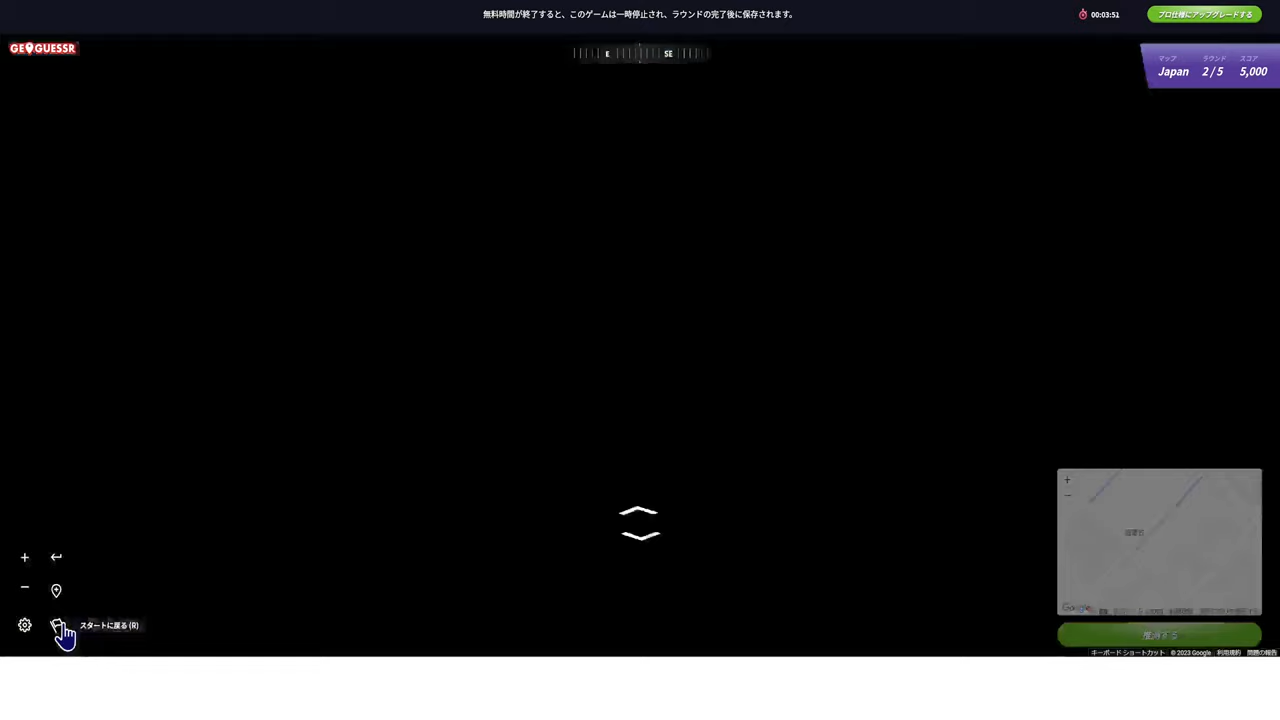 無料時間が終了すると、このゲームは一時停止され、ラウンドの完了後に保存されます。
00:03:51
プロ仕様にアップグレードする
GEOGUESSR
E
SE
マップ
ラウンド
スコア
Japan
2 / 5
5,000
+
−
+
−
スタートに戻る (R)
Google
推測する
キーボード ショートカット
© 2023 Google
利用規約
問題の報告